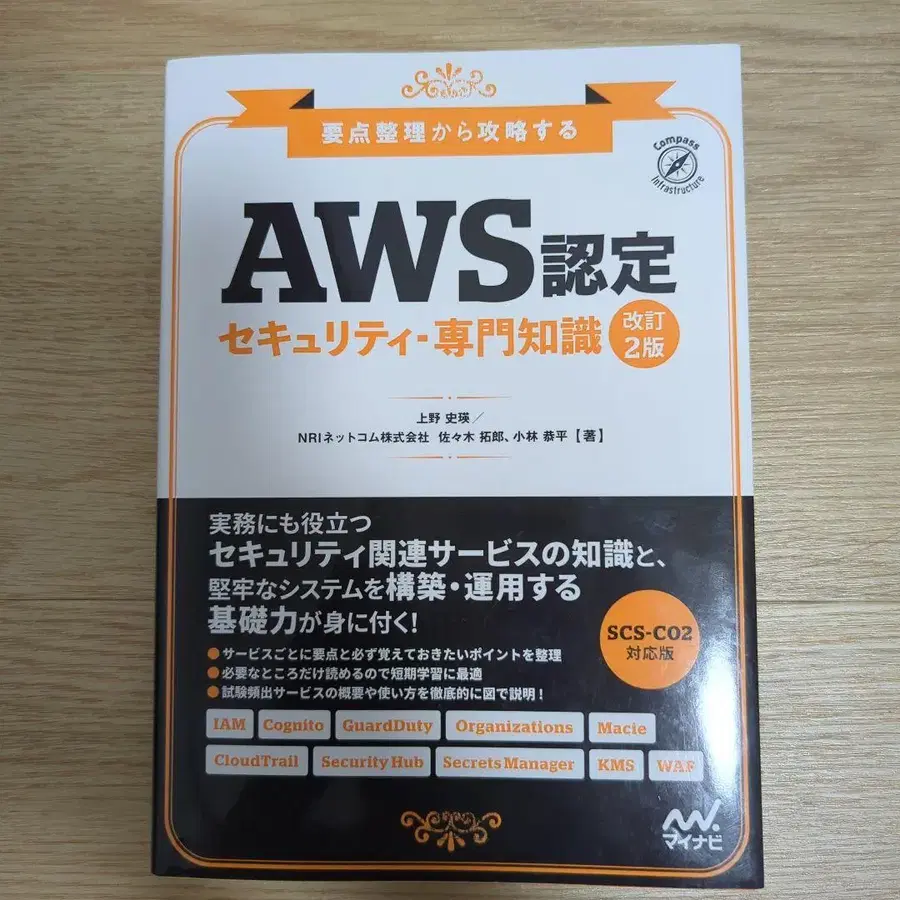 要点整理から攻略する
Compass
Infrastructure
AWS認定
セキュリティ-専門知識
改訂
2版
上野 史瑛／
NRIネットコム株式会社 佐々木 拓郎、小林 恭平【著】
実務にも役立つ
セキュリティ関連サービスの知識と、
堅牢なシステムを構築・運用する
基礎力が身に付く!
SCS-C02
対応版
●サービスごとに要点と必ず覚えておきたいポイントを整理
●必要なところだけ読めるので短期学習に最適
●試験頻出サービスの概要や使い方を徹底的に図で説明!
IAM Cognito GuardDuty Organizations Macie
CloudTrail Security Hub Secrets Manager KMS WAF
マイナビ